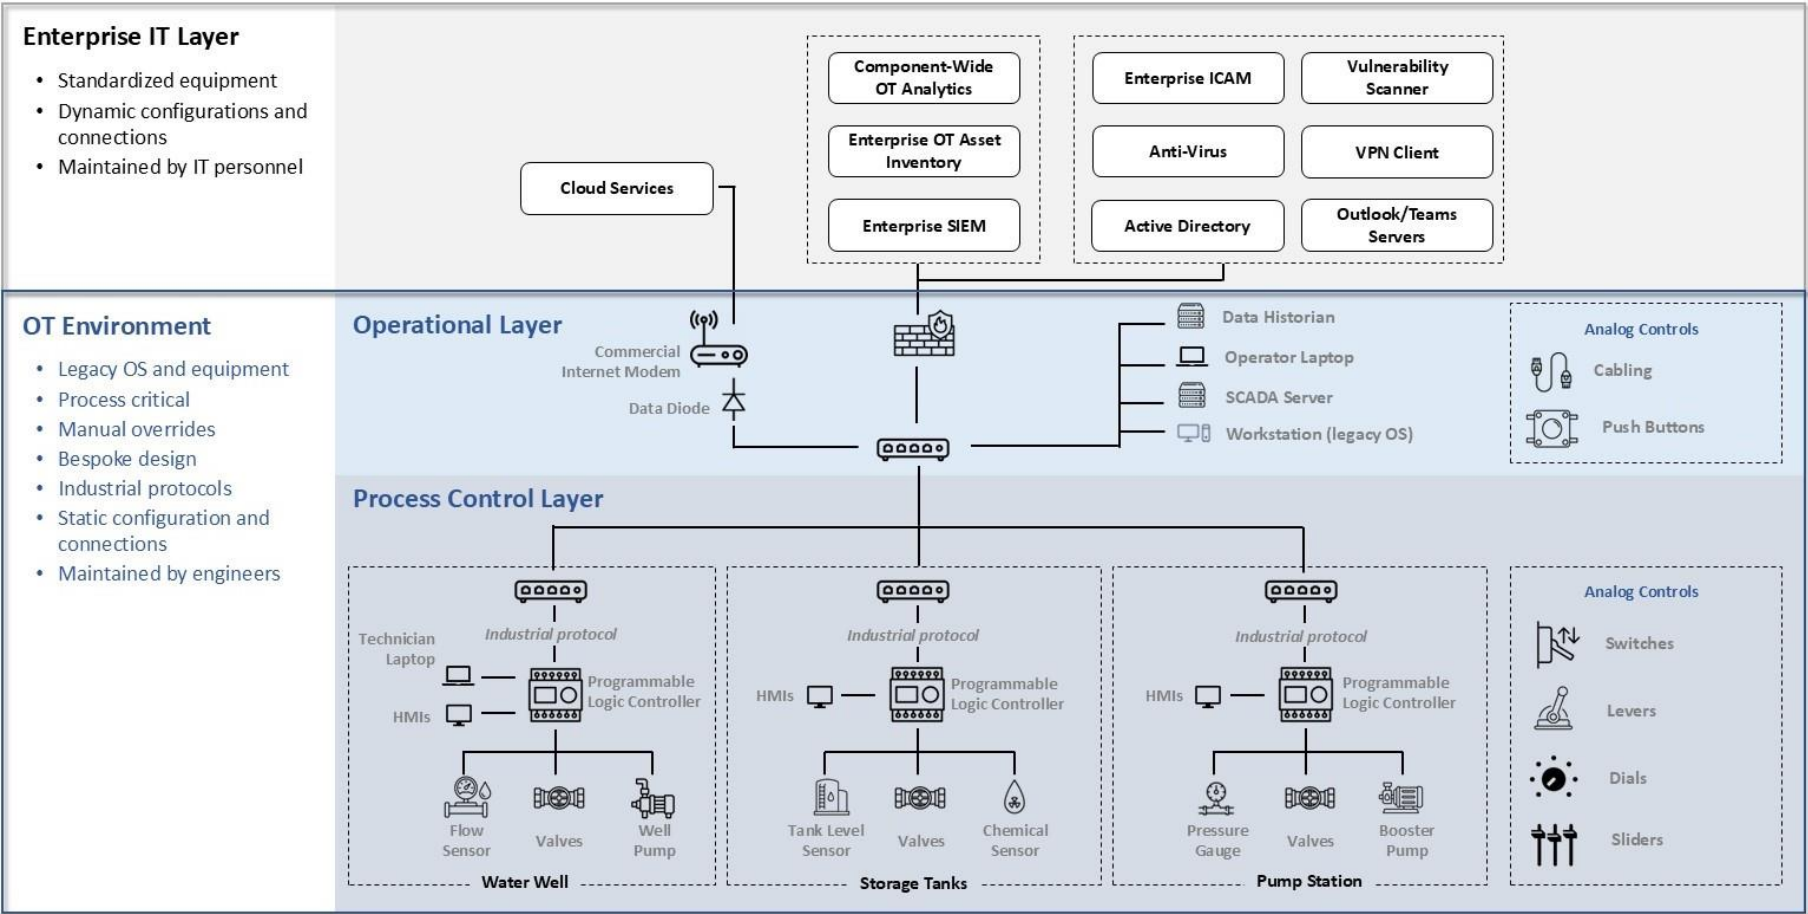 Enterprise IT Layer
• Standardized equipment
• Dynamic configurations and
connections
• Maintained by IT personnel
Cloud Services
Component-Wide
OT Analytics
Enterprise OT Asset
Inventory
Enterprise SIEM
Enterprise ICAM
Vulnerability
Scanner
Anti-Virus
VPN Client
Active Directory
Outlook/Teams
Servers
OT Environment
• Legacy OS and equipment
• Process critical
• Manual overrides
• Bespoke design
• Industrial protocols
• Static configuration and
connections
• Maintained by engineers
Operational Layer
Commercial
Internet Modem
Data Diode
Data Historian
Operator Laptop
SCADA Server
Workstation (legacy OS)
Analog Controls
Cabling
Push Buttons
Process Control Layer
Industrial protocol
Technician
Laptop
HMIs
Programmable
Logic Controller
Flow
Sensor
Valves
Well
Pump
Water Well
Industrial protocol
HMIs
Programmable
Logic Controller
Tank Level
Sensor
Valves
Chemical
Sensor
Storage Tanks
Industrial protocol
HMIs
Programmable
Logic Controller
Pressure
Gauge
Valves
Booster
Pump
Pump Station
Analog Controls
Switches
Levers
Dials
Sliders